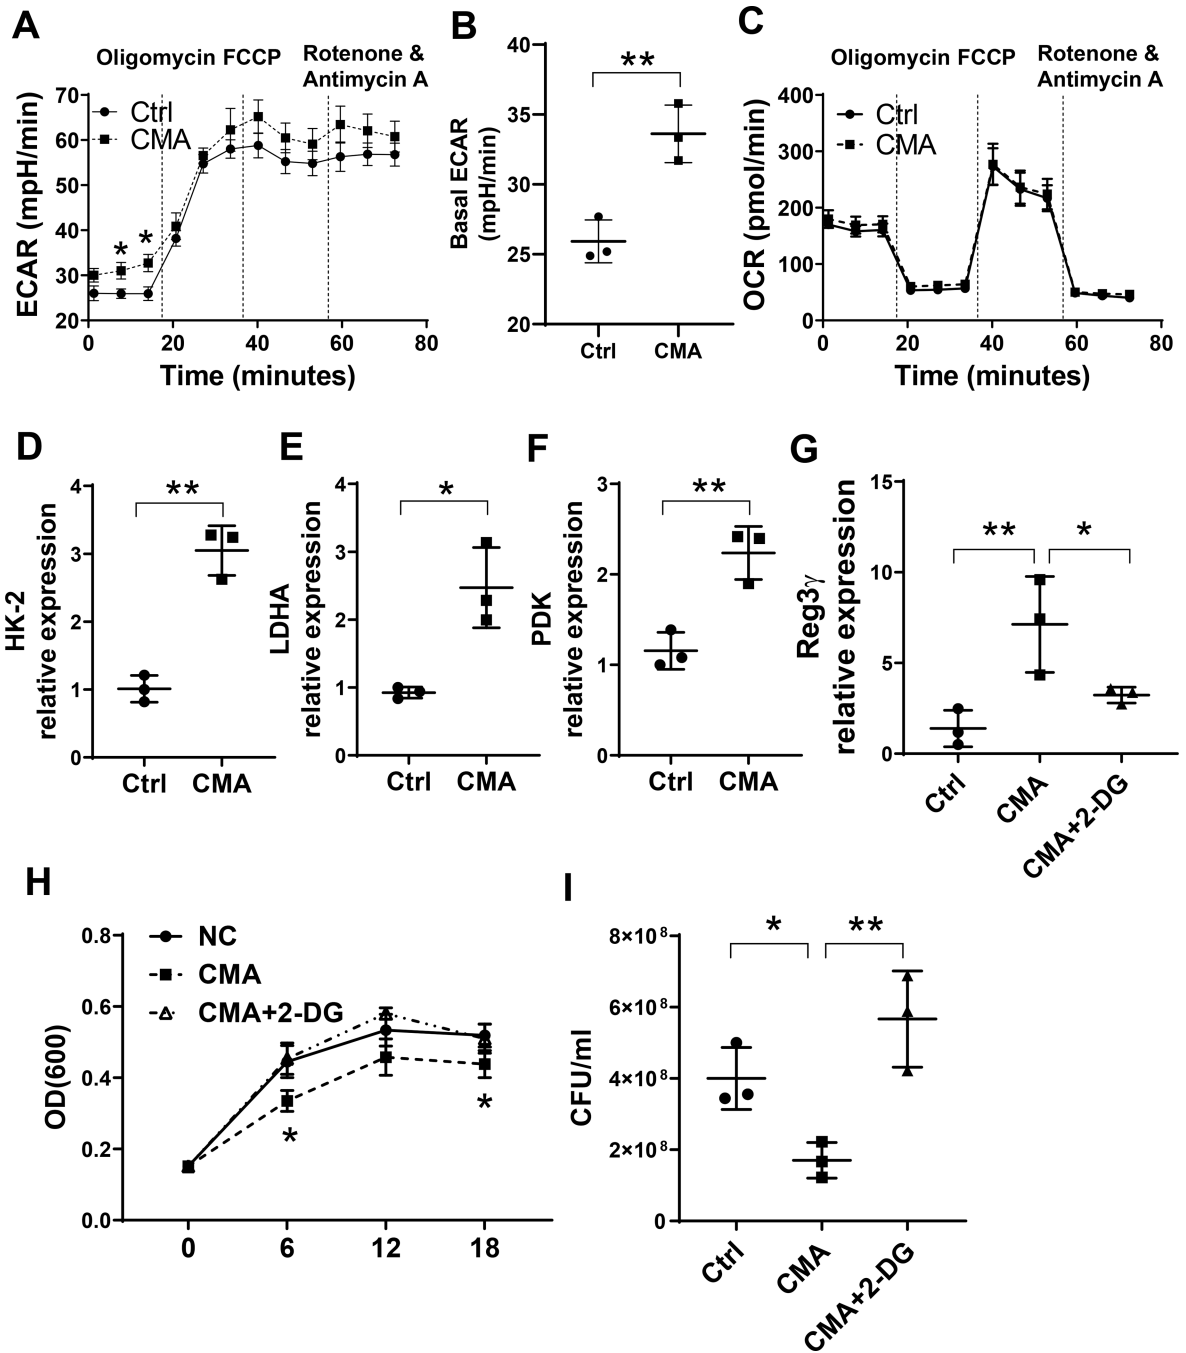 A
Oligomycin FCCP
Rotenone &
Antimycin A
ECAR (mpH/min)
70
60
50
40
30
20
Ctrl
CMA
*
*
0
20
40
60
80
Time (minutes)
B
Basal ECAR
(mpH/min)
40
35
30
25
20
**
Ctrl
CMA
C
Oligomycin FCCP
Rotenone &
Antimycin A
OCR (pmol/min)
400
300
200
100
0
Ctrl
CMA
0
20
40
60
80
Time (minutes)
D
HK-2
relative expression
4
3
2
1
0
**
Ctrl
CMA
E
LDHA
relative expression
4
3
2
1
0
*
Ctrl
CMA
F
PDK
relative expression
3
2
1
0
**
Ctrl
CMA
G
Reg3γ
relative expression
15
10
5
0
**
*
Ctrl
CMA
CMA+2-DG
H
OD(600)
0.8
0.6
0.4
0.2
0.0
NC
CMA
CMA+2-DG
*
*
0
6
12
18
I
CFU/ml
8×10⁸
6×10⁸
4×10⁸
2×10⁸
0
*
**
Ctrl
CMA
CMA+2-DG